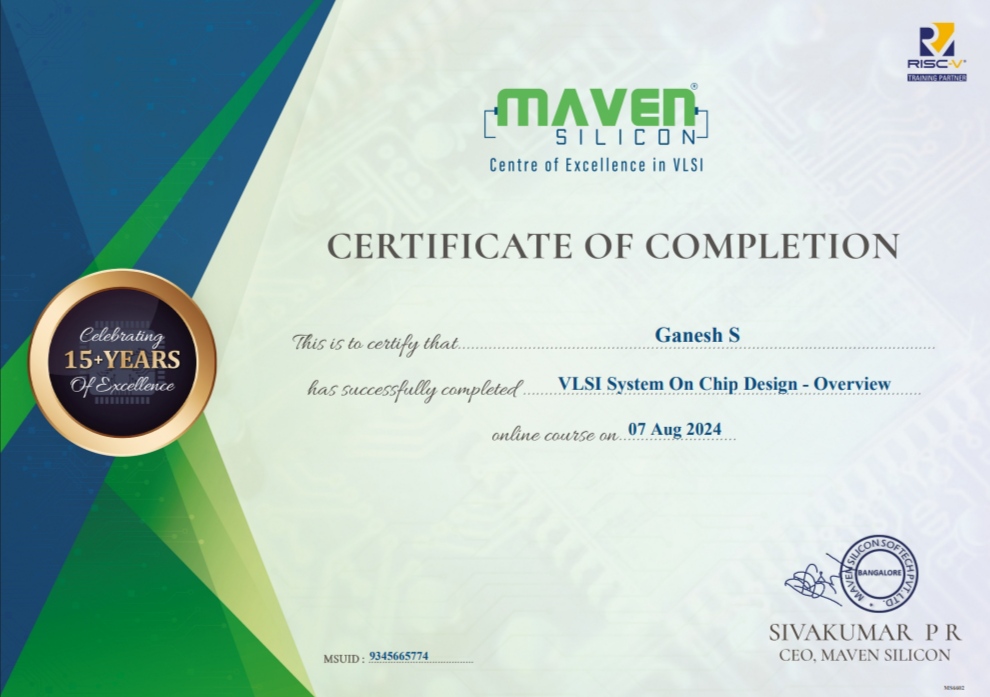 RISC-V®
TRAINING PARTNER
MAVEN®
SILICON
Centre of Excellence in VLSI
CERTIFICATE OF COMPLETION
Celebrating
15+YEARS
Of Excellence
This is to certify that Ganesh S
has successfully completed VLSI System On Chip Design - Overview
online course on 07 Aug 2024
MAVEN SILICON SOFTECH PVT. LTD.
BANGALORE
SIVAKUMAR P R
CEO, MAVEN SILICON
MSUID : 9345665774